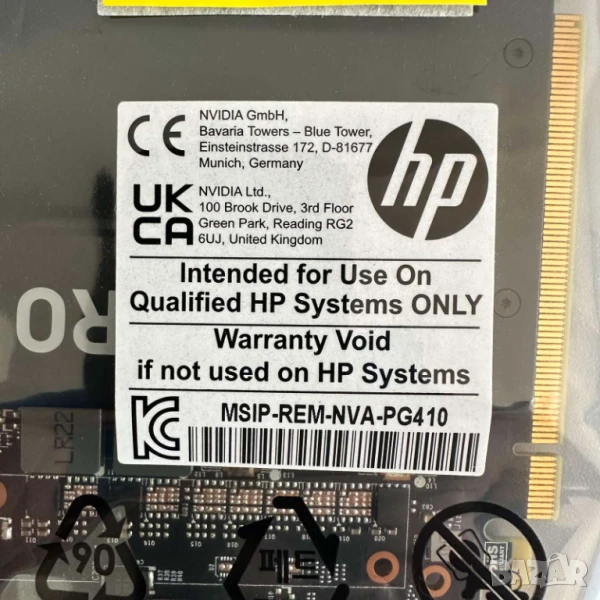 NVIDIA GmbH,
Bavaria Towers – Blue Tower,
Einsteinstrasse 172, D-81677
Munich, Germany
CE
hp
UK
CA
NVIDIA Ltd.,
100 Brook Drive, 3rd Floor
Green Park, Reading RG2
6UJ, United Kingdom
Intended for Use On
Qualified HP Systems ONLY
Warranty Void
if not used on HP Systems
MSIP-REM-NVA-PG410
LR22
90
페트
BAZAR